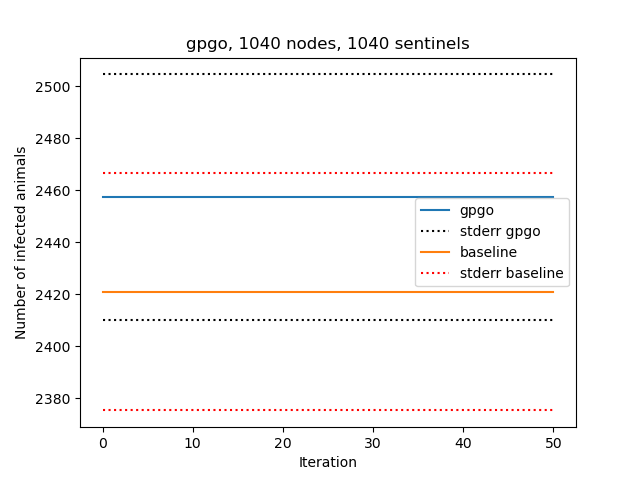 gpgo, 1040 nodes, 1040 sentinels
Number of infected animals
2500
2480
2460
2440
2420
2400
2380
gpgo
stderr gpgo
baseline
stderr baseline
0 10 20 30 40 50
Iteration